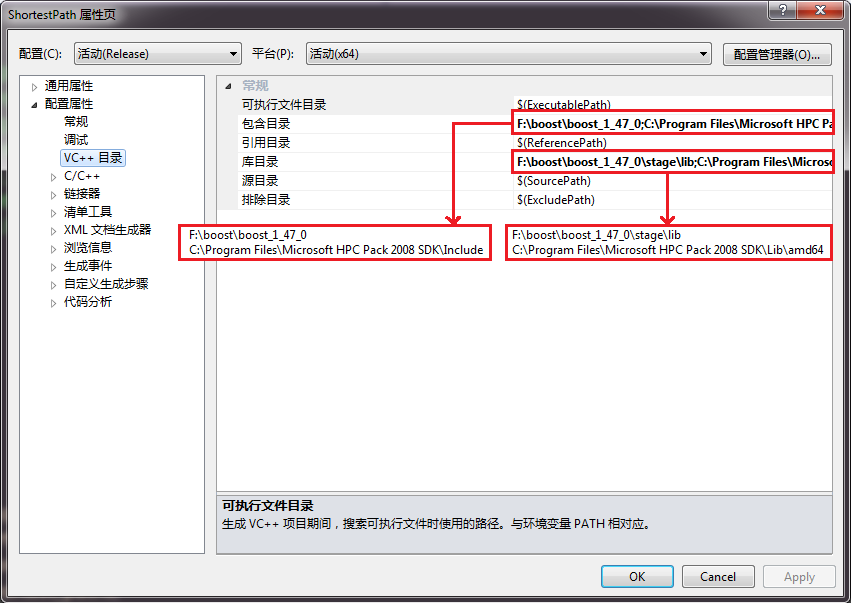 ShortestPath 属性页
配置(C): 活动(Release) 平台(P): 活动(x64) 配置管理器(O)...
通用属性
配置属性
常规
调试
VC++ 目录
C/C++
链接器
清单工具
XML 文档生成器
浏览信息
生成事件
自定义生成步骤
代码分析
常规
可执行文件目录 $(ExecutablePath)
包含目录 F:\boost\boost_1_47_0;C:\Program Files\Microsoft HPC Pa
引用目录 $(ReferencePath)
库目录 F:\boost\boost_1_47_0\stage\lib;C:\Program Files\Micros
源目录 $(SourcePath)
排除目录 $(ExcludePath)
F:\boost\boost_1_47_0
C:\Program Files\Microsoft HPC Pack 2008 SDK\Include
F:\boost\boost_1_47_0\stage\lib
C:\Program Files\Microsoft HPC Pack 2008 SDK\Lib\amd64
可执行文件目录
生成 VC++ 项目期间，搜索可执行文件时使用的路径。与环境变量 PATH 相对应。
OK Cancel Apply